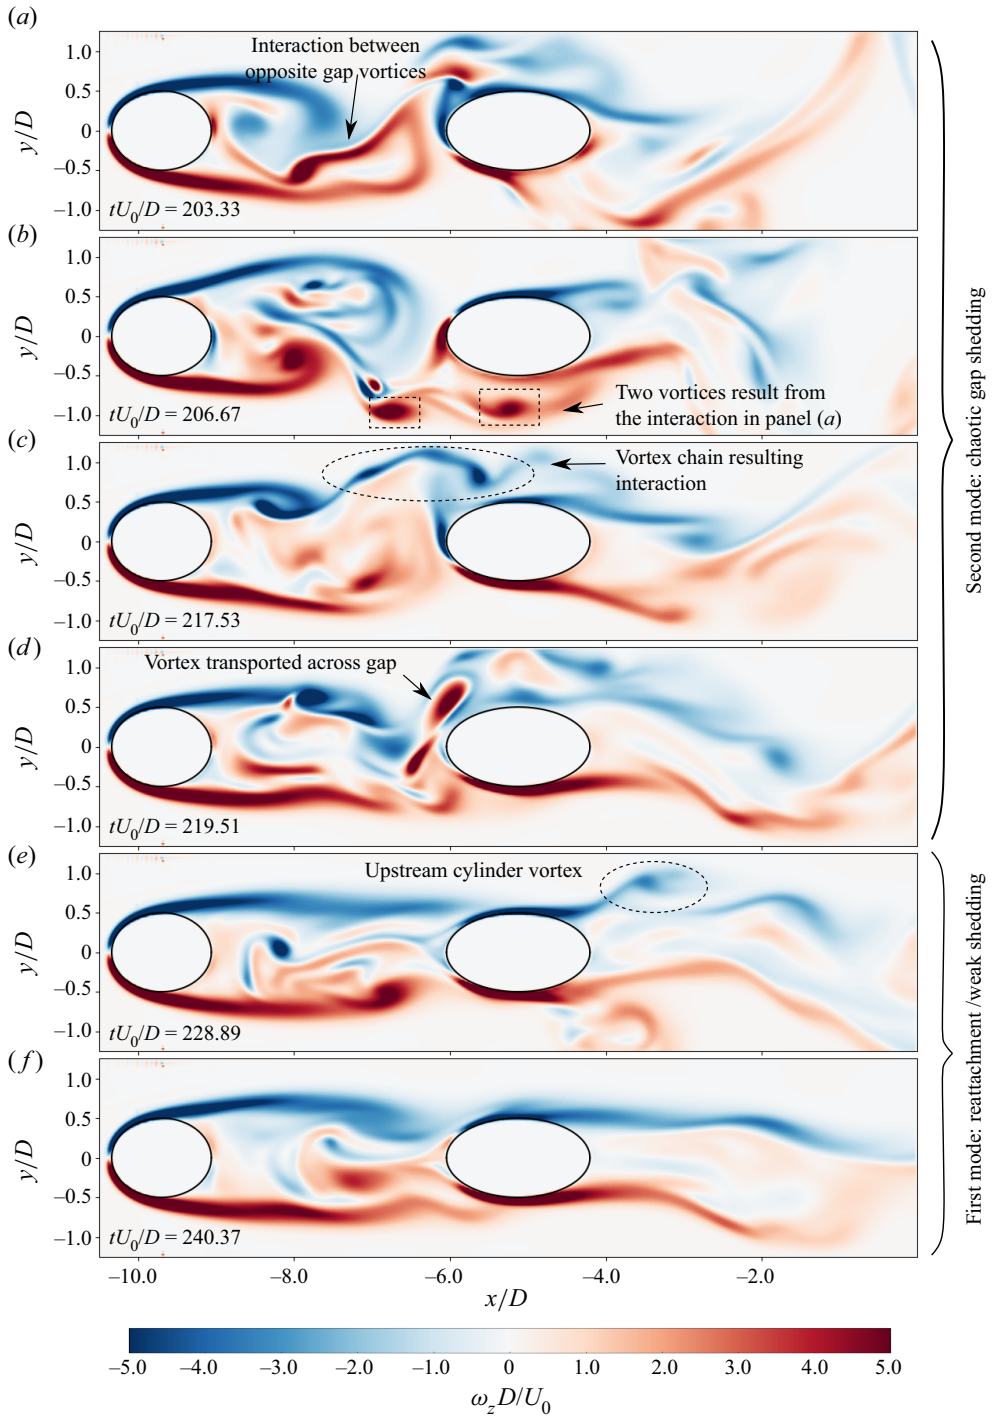 (a)
1.0
0.5
0
−0.5
−1.0
y/D
Interaction between
opposite gap vortices
tU0/D = 203.33
(b)
1.0
0.5
0
−0.5
−1.0
y/D
Two vortices result from
the interaction in panel (a)
tU0/D = 206.67
(c)
1.0
0.5
0
−0.5
−1.0
y/D
Vortex chain resulting
interaction
tU0/D = 217.53
(d)
1.0
0.5
0
−0.5
−1.0
y/D
Vortex transported across gap
tU0/D = 219.51
Second mode: chaotic gap shedding
(e)
1.0
0.5
0
−0.5
−1.0
y/D
Upstream cylinder vortex
tU0/D = 228.89
(f)
1.0
0.5
0
−0.5
−1.0
y/D
tU0/D = 240.37
First mode: reattachment /weak shedding
−10.0 −8.0 −6.0 −4.0 −2.0
x/D
−5.0 −4.0 −3.0 −2.0 −1.0 0 1.0 2.0 3.0 4.0 5.0
ωzD/U0